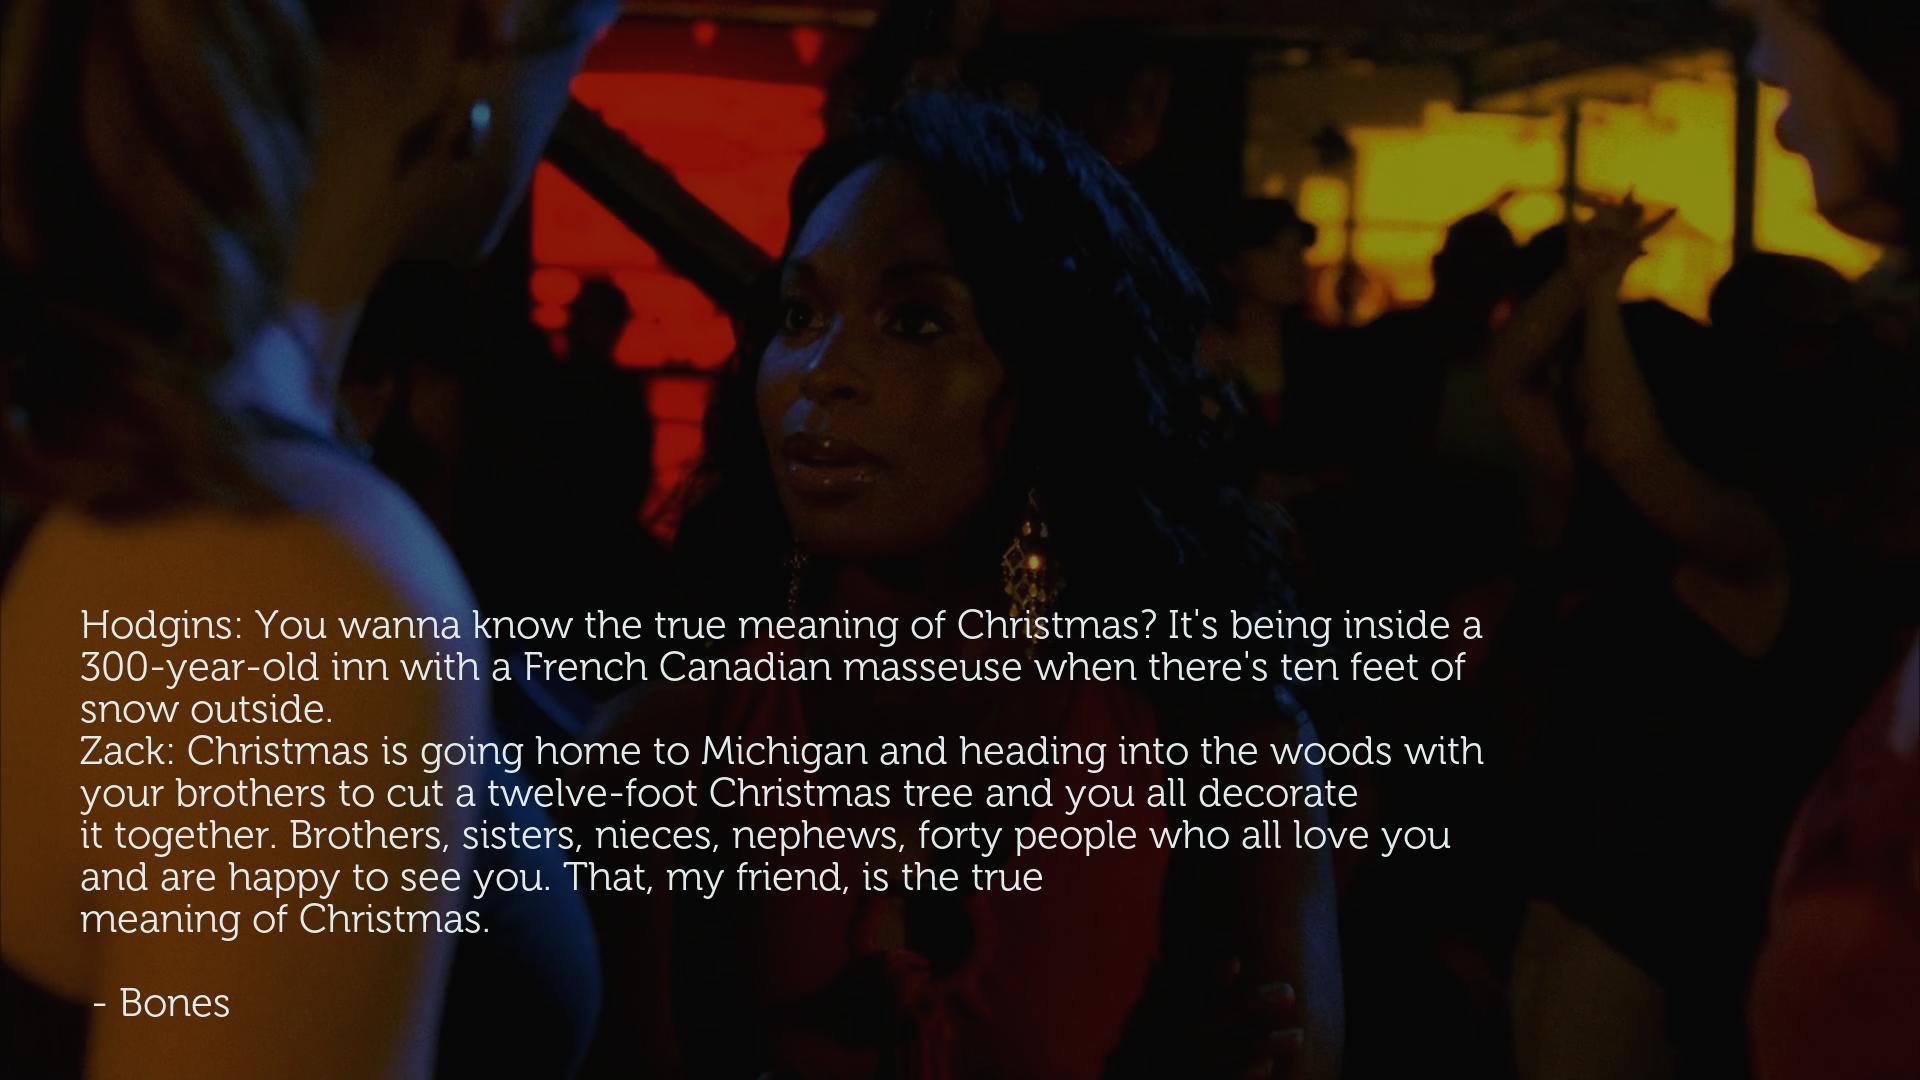 Hodgins: You wanna know the true meaning of Christmas? It's being inside a
300-year-old inn with a French Canadian masseuse when there's ten feet of
snow outside.
Zack: Christmas is going home to Michigan and heading into the woods with
your brothers to cut a twelve-foot Christmas tree and you all decorate
it together. Brothers, sisters, nieces, nephews, forty people who all love you
and are happy to see you. That, my friend, is the true
meaning of Christmas.
- Bones